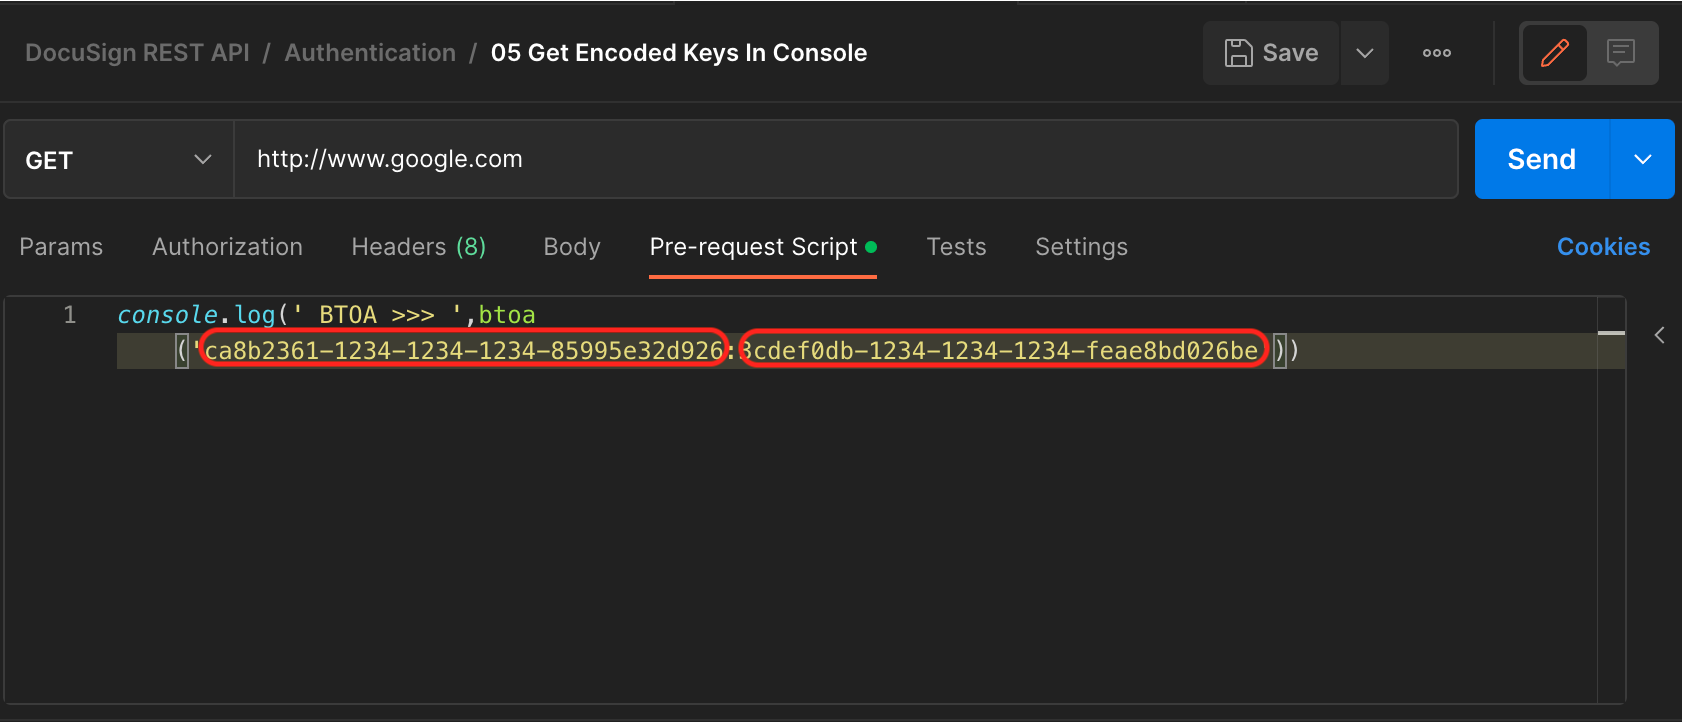 DocuSign REST API / Authentication / 05 Get Encoded Keys In Console
Save
GET
http://www.google.com
Send
Params Authorization Headers (8) Body Pre-request Script Tests Settings Cookies
1 console.log(' BTOA >>> ',btoa
('ca8b2361-1234-1234-1234-85995e32d926:3cdef0db-1234-1234-1234-feae8bd026be'))